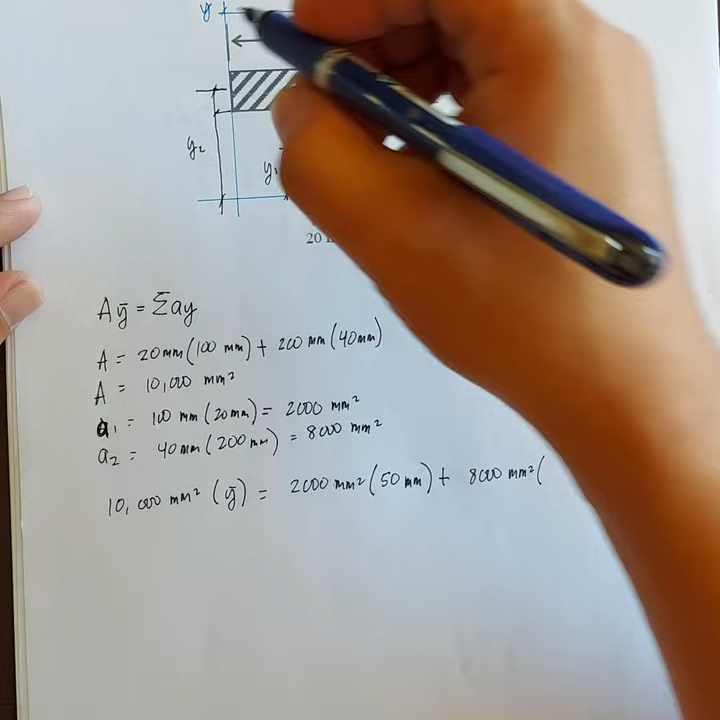 y
y₂
y₁
20
Aȳ = Σay
A = 20mm(100 mm) + 200 mm(40mm)
A = 10,000 mm²
a₁ = 100 mm(20mm) = 2000 mm²
a₂ = 40mm(200mm) = 8000 mm²
10,000 mm² (ȳ) = 2000 mm²(50mm) + 8000 mm²(